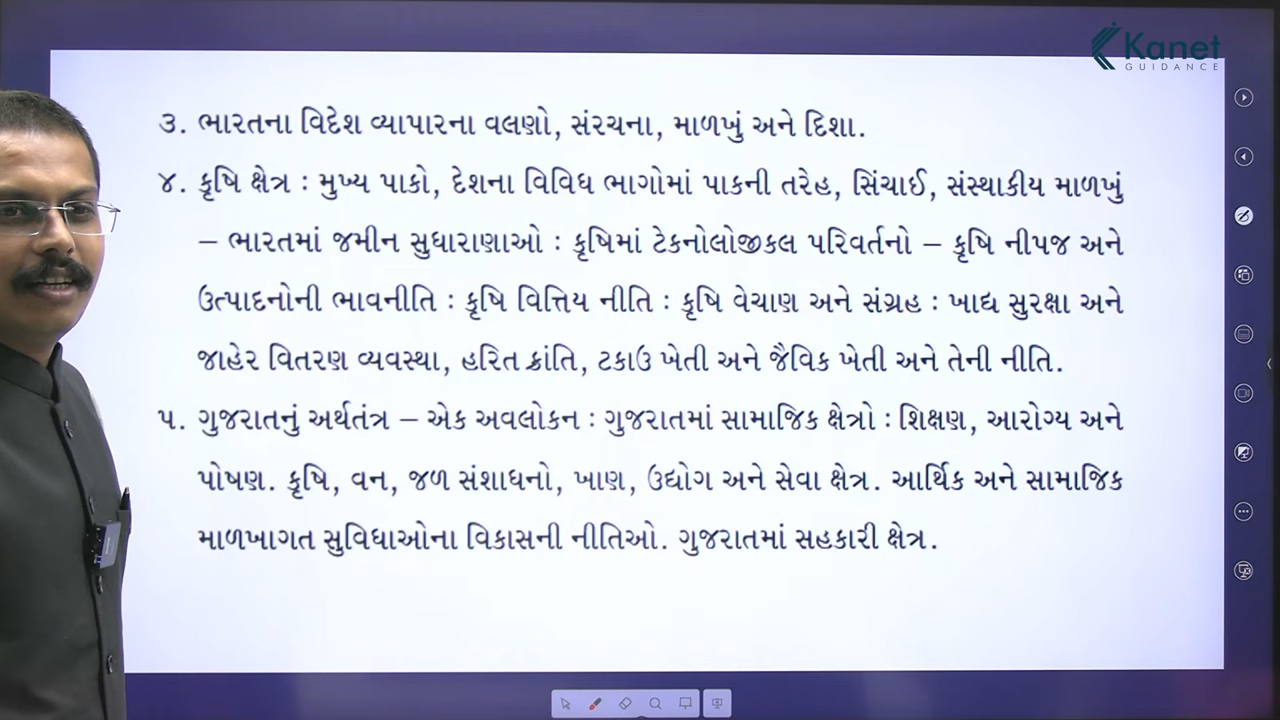 Kanet
GUIDANCE
૩. ભારતના વિદેશ વ્યાપારના વલણો, સંરચના, માળખું અને દિશા.
૪. કૃષિ ક્ષેત્ર : મુખ્ય પાકો, દેશના વિવિધ ભાગોમાં પાકની તરેહ, સિંચાઈ, સંસ્થાકીય માળખું
– ભારતમાં જમીન સુધારાણાઓ : કૃષિમાં ટેકનોલોજીકલ પરિવર્તનો – કૃષિ નીપજ અને
ઉત્પાદનોની ભાવનીતિ : કૃષિ વિત્તિય નીતિ : કૃષિ વેચાણ અને સંગ્રહ : ખાદ્ય સુરક્ષા અને
જાહેર વિતરણ વ્યવસ્થા, હરિત ક્રાંતિ, ટકાઉ ખેતી અને જૈવિક ખેતી અને તેની નીતિ.
૫. ગુજરાતનું અર્થતંત્ર – એક અવલોકન : ગુજરાતમાં સામાજિક ક્ષેત્રો : શિક્ષણ, આરોગ્ય અને
પોષણ. કૃષિ, વન, જળ સંશાધનો, ખાણ, ઉદ્યોગ અને સેવા ક્ષેત્ર. આર્થિક અને સામાજિક
માળખાગત સુવિધાઓના વિકાસની નીતિઓ. ગુજરાતમાં સહકારી ક્ષેત્ર.